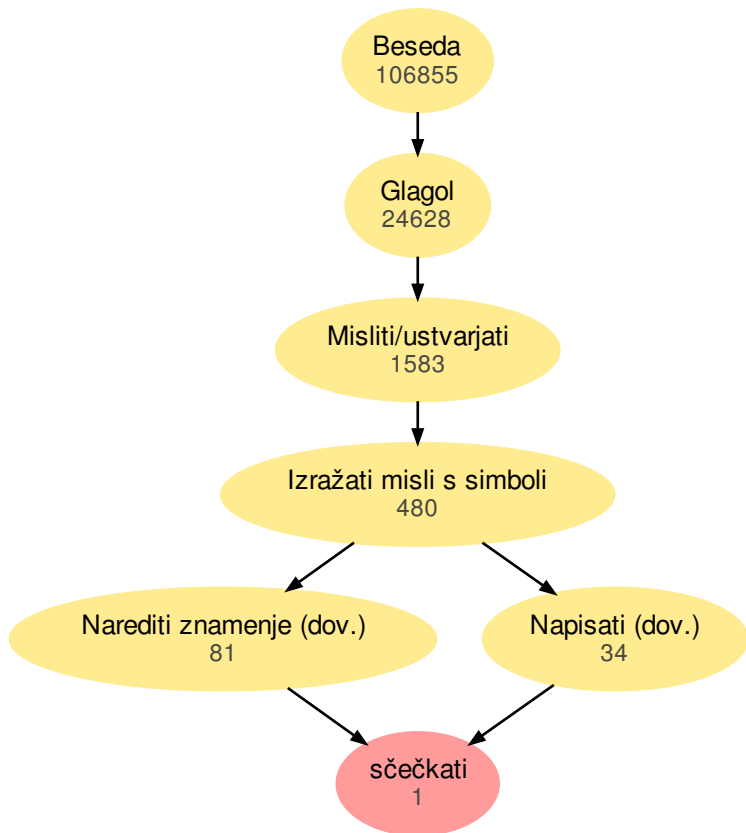 Beseda
106855
Glagol
24628
Misliti/ustvarjati
1583
Izražati misli s simboli
480
Narediti znamenje (dov.)
81
Napisati (dov.)
34
sčečkati
1